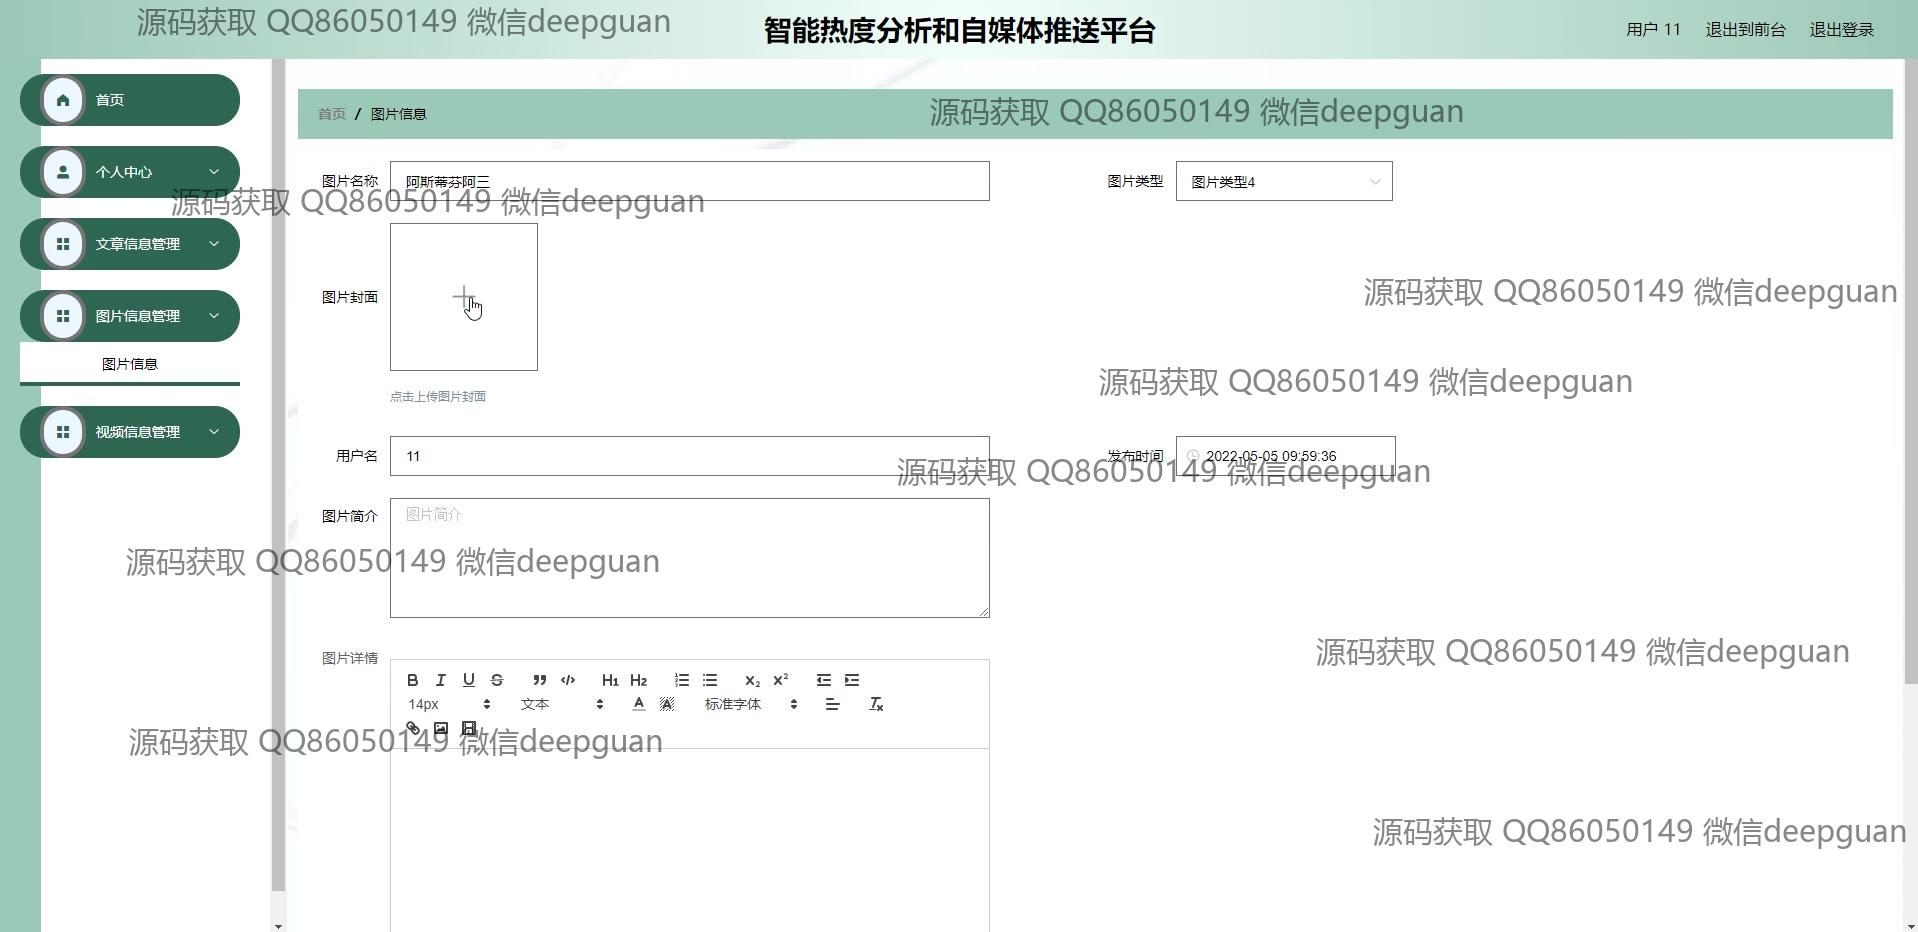 源码获取 QQ86050149 微信deepguan
智能热度分析和自媒体推送平台
用户 11 退出到前台 退出登录
首页
个人中心
文章信息管理
图片信息管理
图片信息
视频信息管理
首页 / 图片信息
源码获取 QQ86050149 微信deepguan
图片名称 阿斯蒂芬阿三
图片类型 图片类型4
源码获取 QQ86050149 微信deepguan
图片封面
源码获取 QQ86050149 微信deepguan
源码获取 QQ86050149 微信deepguan
点击上传图片封面
用户名 11
发布时间 2022-05-05 09:59:36
源码获取 QQ86050149 微信deepguan
图片简介 图片简介
源码获取 QQ86050149 微信deepguan
源码获取 QQ86050149 微信deepguan
图片详情
B I U S H1 H2 x₂ x²
14px 文本 A A 标准字体 Tx
源码获取 QQ86050149 微信deepguan
源码获取 QQ86050149 微信deepguan